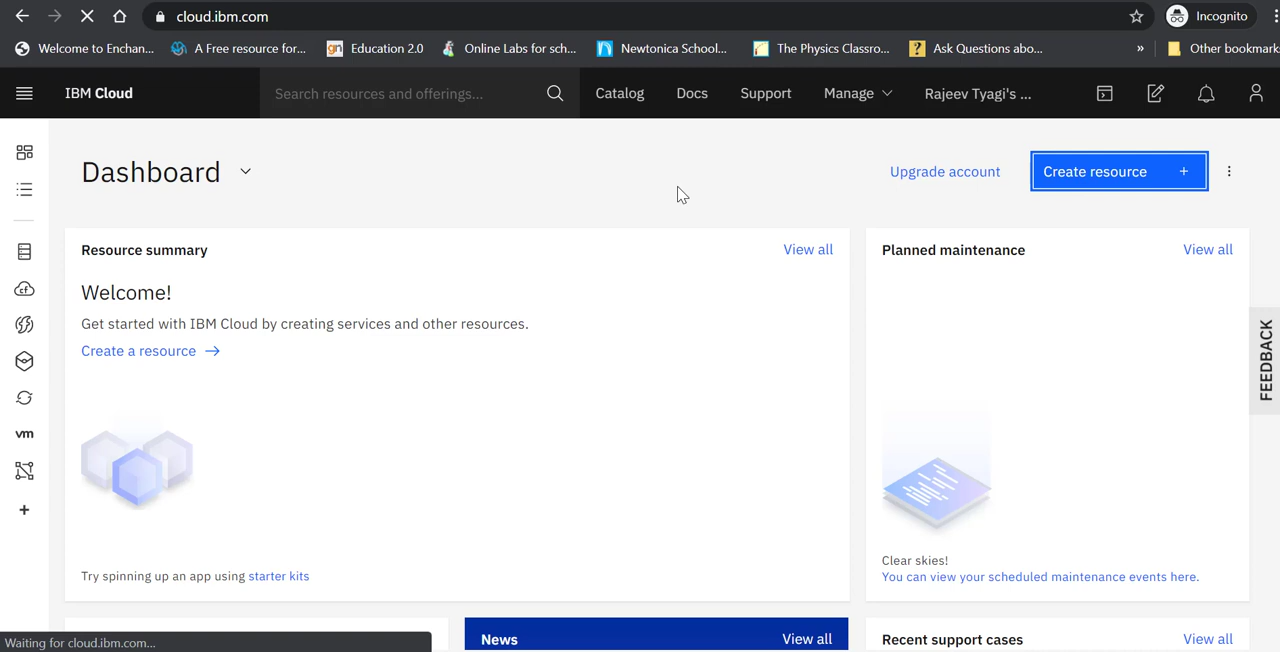 cloud.ibm.com
Incognito
Welcome to Enchan...
A Free resource for...
gn Education 2.0
Online Labs for sch...
Newtonica School...
The Physics Classro...
? Ask Questions abo...
»
Other bookmark
IBM Cloud
Search resources and offerings...
Catalog
Docs
Support
Manage
Rajeev Tyagi's ...
Dashboard
Upgrade account
Create resource +
Resource summary
View all
Welcome!
Get started with IBM Cloud by creating services and other resources.
Create a resource →
Try spinning up an app using starter kits
Planned maintenance
View all
Clear skies!
You can view your scheduled maintenance events here.
FEEDBACK
cf
vm
+
News
View all
Recent support cases
View all
Waiting for cloud.ibm.com...